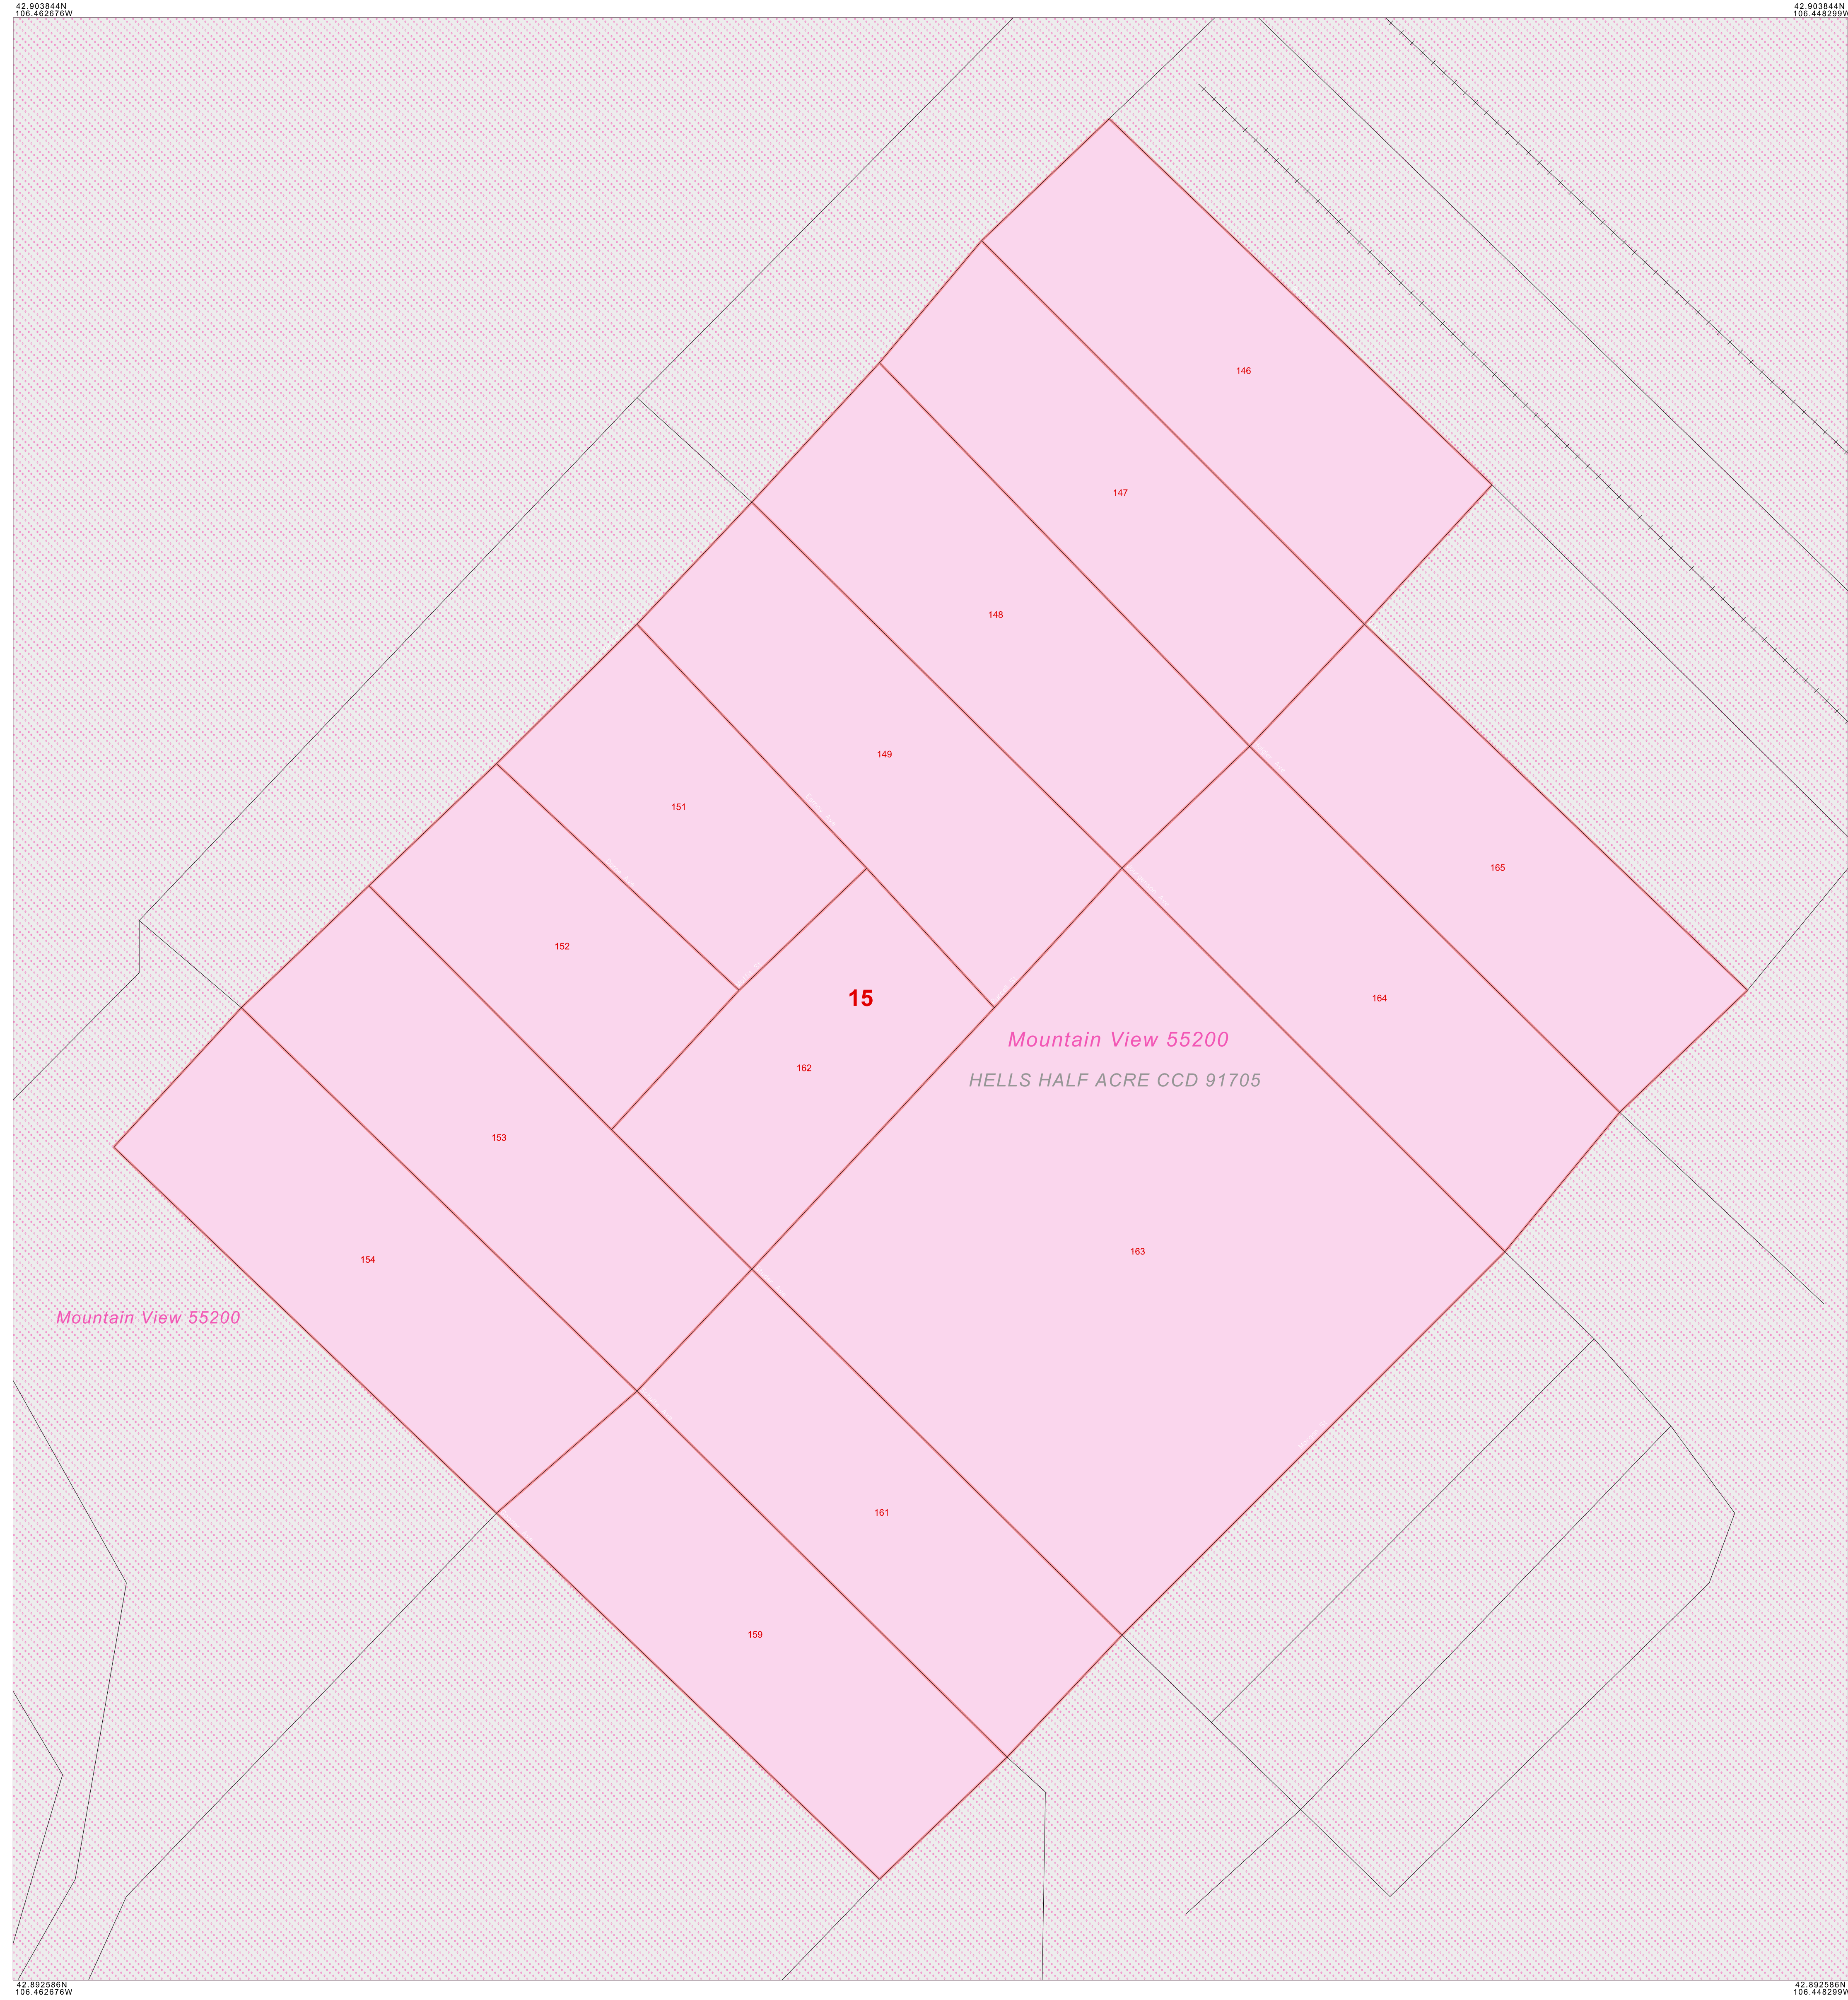 42.903844N
106.462676W
42.903844N
106.448299W
146
147
148
149
151
165
152
15
164
Mountain View 55200
162
HELLS HALF ACRE CCD 91705
153
163
154
Mountain View 55200
161
159
42.892586N
106.462676W
42.892586N
106.448299W